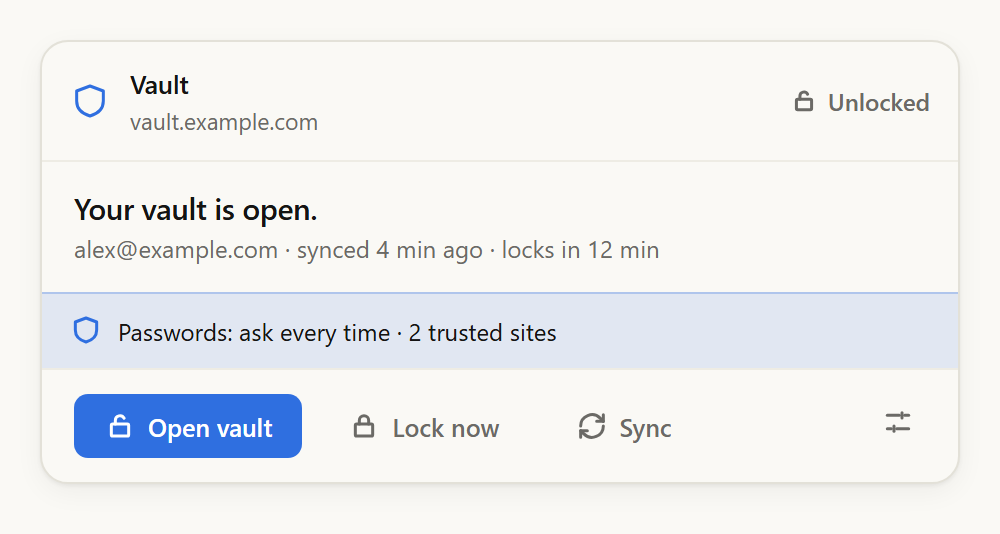 Vault
vault.example.com
Unlocked
Your vault is open.
alex@example.com · synced 4 min ago · locks in 12 min
Passwords: ask every time · 2 trusted sites
Open vault
Lock now
Sync